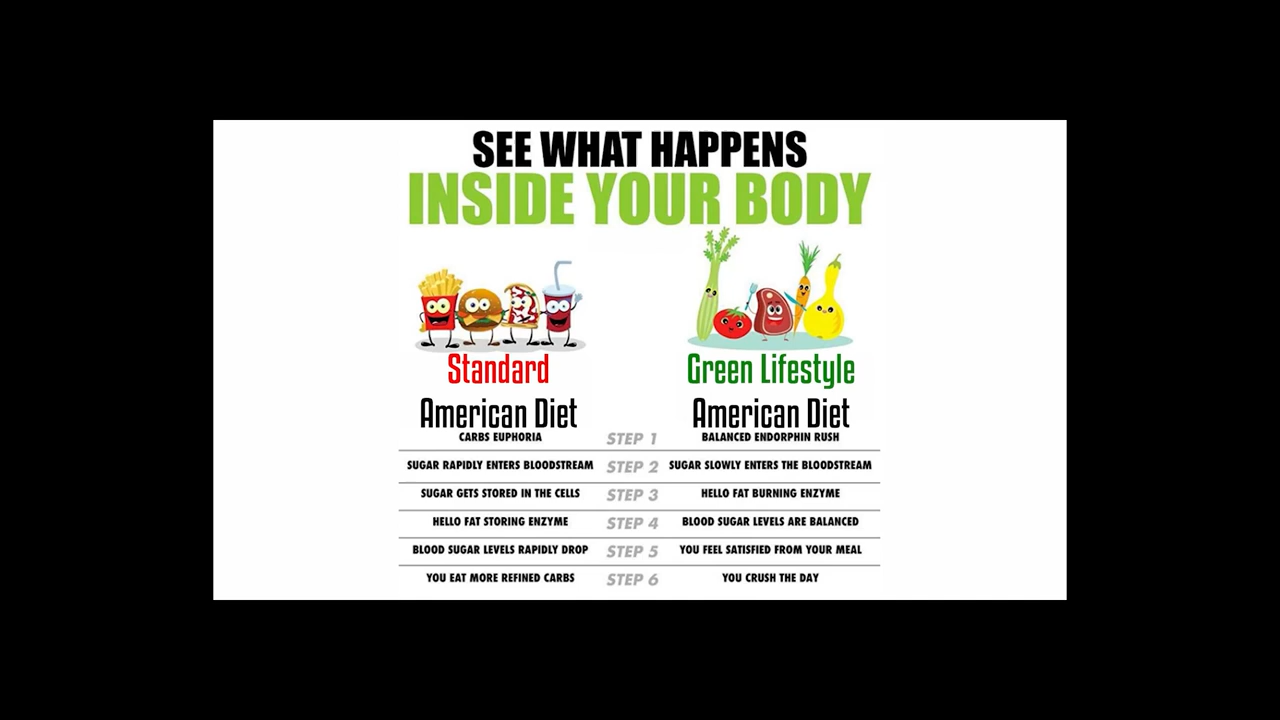 SEE WHAT HAPPENS
INSIDE YOUR BODY
Standard
American Diet
Green Lifestyle
American Diet
CARBS EUPHORIA STEP 1 BALANCED ENDORPHIN RUSH
SUGAR RAPIDLY ENTERS BLOODSTREAM STEP 2 SUGAR SLOWLY ENTERS THE BLOODSTREAM
SUGAR GETS STORED IN THE CELLS STEP 3 HELLO FAT BURNING ENZYME
HELLO FAT STORING ENZYME STEP 4 BLOOD SUGAR LEVELS ARE BALANCED
BLOOD SUGAR LEVELS RAPIDLY DROP STEP 5 YOU FEEL SATISFIED FROM YOUR MEAL
YOU EAT MORE REFINED CARBS STEP 6 YOU CRUSH THE DAY